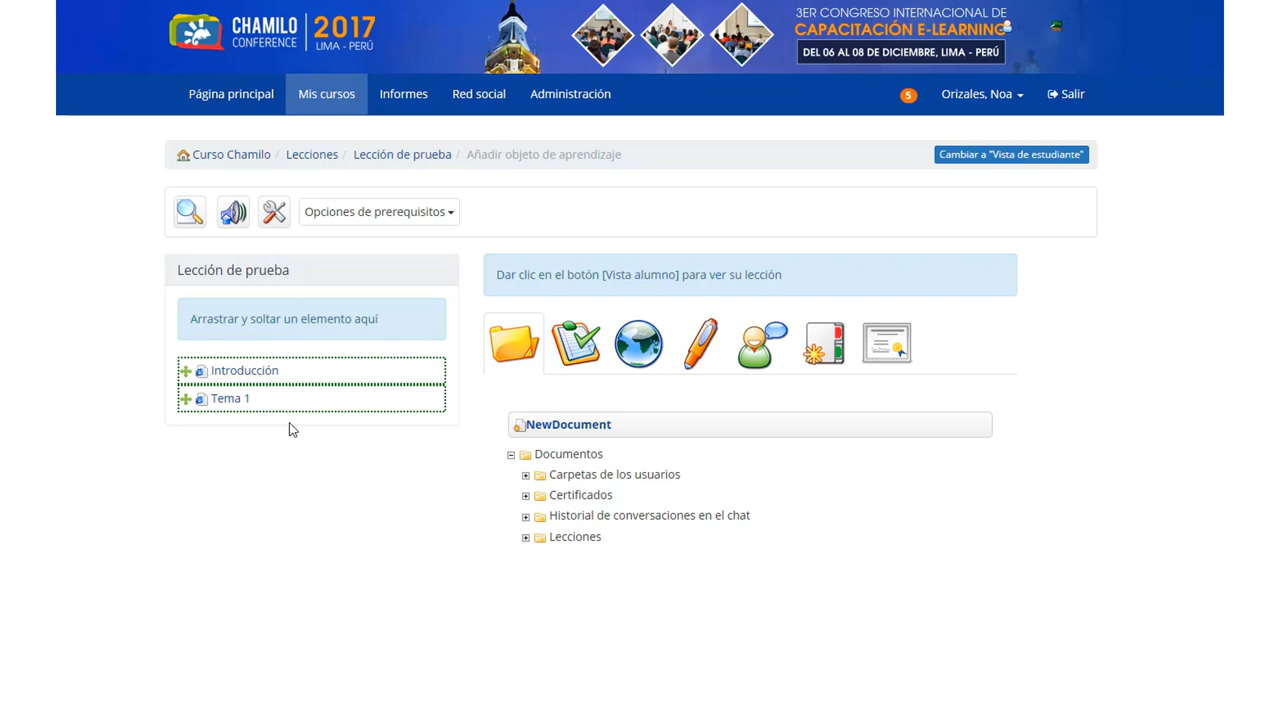 CHAMILO
CONFERENCE
2017
LIMA - PERÚ
3ER CONGRESO INTERNACIONAL DE
CAPACITACIÓN E-LEARNING
DEL 06 AL 08 DE DICIEMBRE, LIMA - PERÚ
Página principal Mis cursos Informes Red social Administración 5 Orizales, Noa Salir
Curso Chamilo / Lecciones / Lección de prueba / Añadir objeto de aprendizaje Cambiar a "Vista de estudiante"
Opciones de prerequisitos
Lección de prueba
Dar clic en el botón [Vista alumno] para ver su lección
Arrastrar y soltar un elemento aquí
Introducción
Tema 1
NewDocument
Documentos
Carpetas de los usuarios
Certificados
Historial de conversaciones en el chat
Lecciones